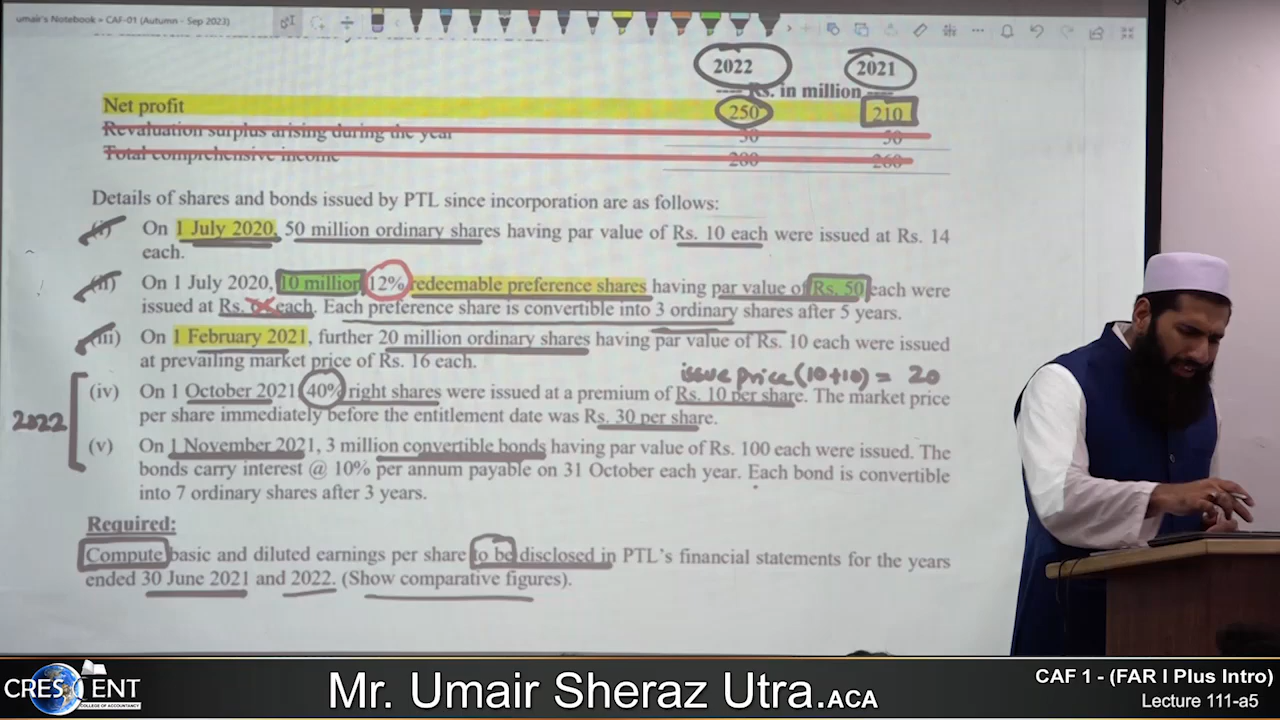 umair's Notebook » CAF-01 (Autumn - Sep 2023)
2022 2021
Rs. in million
Net profit 250 210
Revaluation surplus arising during the year 50
Total comprehensive income 260
Details of shares and bonds issued by PTL since incorporation are as follows:
(i) On 1 July 2020, 50 million ordinary shares having par value of Rs. 10 each were issued at Rs. 14
each.
(ii) On 1 July 2020, 10 million 12% redeemable preference shares having par value of Rs. 50 each were
issued at Rs. each. Each preference share is convertible into 3 ordinary shares after 5 years.
(iii) On 1 February 2021, further 20 million ordinary shares having par value of Rs. 10 each were issued
at prevailing market price of Rs. 16 each.
issue price (10+10) = 20
(iv) On 1 October 2021 40% right shares were issued at a premium of Rs. 10 per share. The market price
per share immediately before the entitlement date was Rs. 30 per share.
2022
(v) On 1 November 2021, 3 million convertible bonds having par value of Rs. 100 each were issued. The
bonds carry interest @ 10% per annum payable on 31 October each year. Each bond is convertible
into 7 ordinary shares after 3 years.
Required:
Compute basic and diluted earnings per share to be disclosed in PTL's financial statements for the years
ended 30 June 2021 and 2022. (Show comparative figures).
CRESCENT
COLLEGE OF ACCOUNTANCY
Mr. Umair Sheraz Utra.ACA
CAF 1 - (FAR I Plus Intro)
Lecture 111-a5